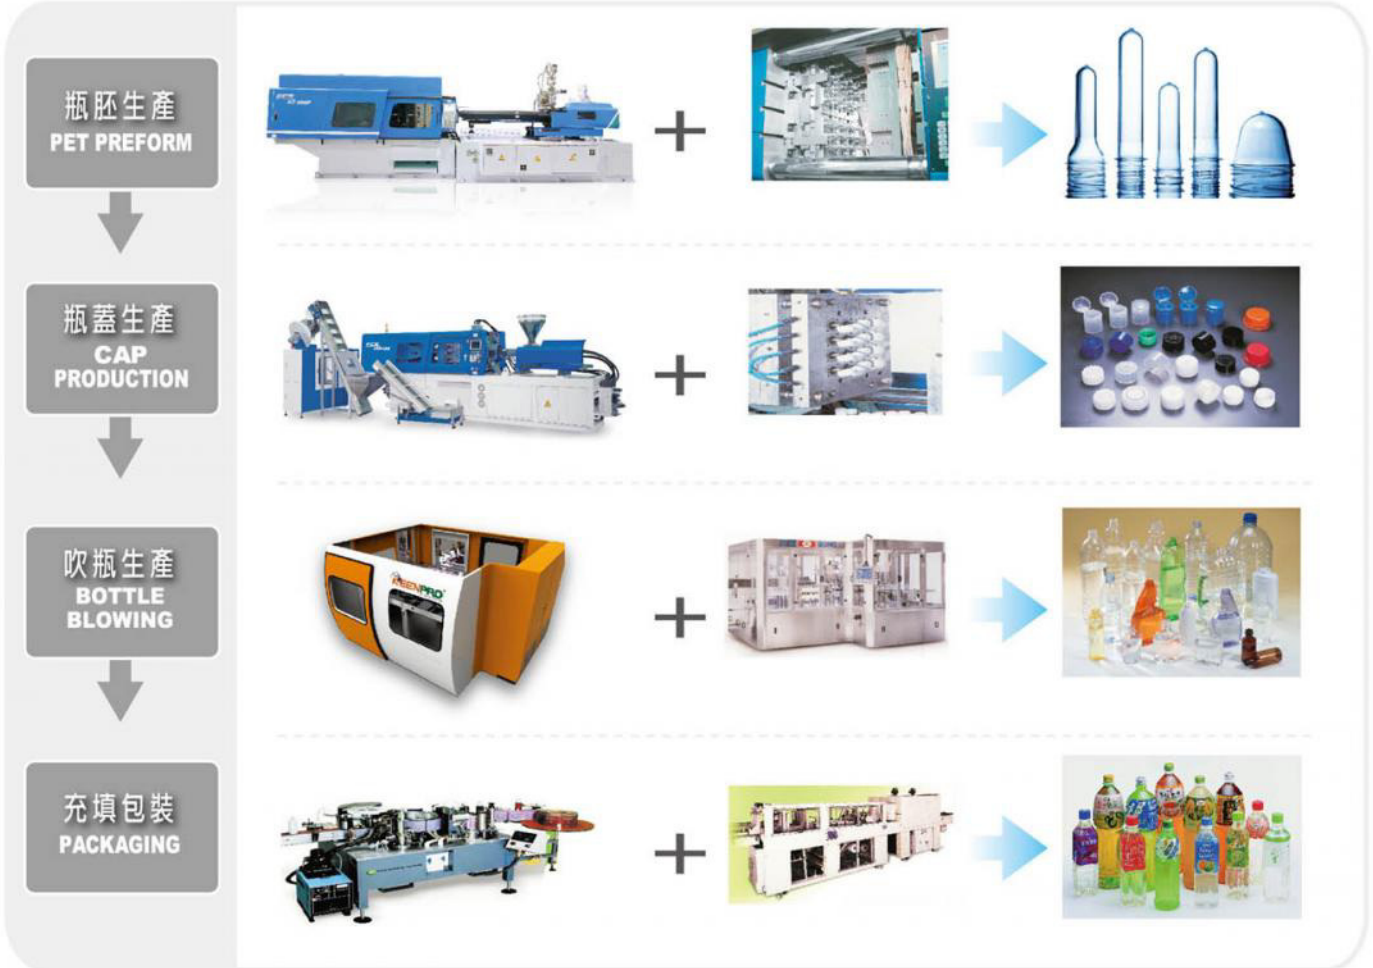 瓶胚生產
PET PREFORM
瓶蓋生產
CAP
PRODUCTION
吹瓶生產
BOTTLE
BLOWING
KEENPRO
充填包裝
PACKAGING